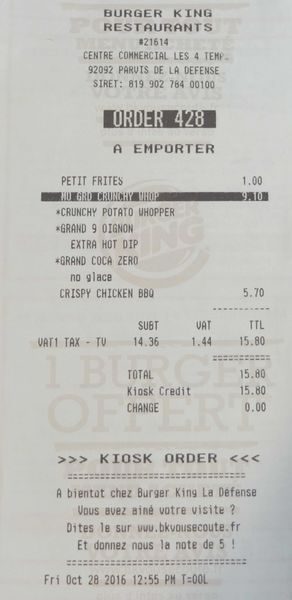 BURGER KING
RESTAURANTS
#21614
CENTRE COMMERCIAL LES 4 TEMP.
92092 PARVIS DE LA DEFENSE
SIRET: 819 902 784 00100
ORDER 428
A EMPORTER
PETIT FRITES 1.00
NU GRD CRUNCHY WHOP 9.10
*CRUNCHY POTATO WHOPPER
*GRAND 9 OIGNON
EXTRA HOT DIP
*GRAND COCA ZERO
no glace
CRISPY CHICKEN BBQ 5.70
SUBT VAT TTL
VAT1 TAX - TV 14.36 1.44 15.80
TOTAL 15.80
Kiosk Credit 15.80
CHANGE 0.00
>>> KIOSK ORDER <<<
A bientot chez Burger King La Défense
Vous avez aimé votre visite ?
Dites le sur www.bkvousecoute.fr
Et donnez nous la note de 5 !
Fri Oct 28 2016 12:55 PM T=OOL
1 BURGER
OFFERT